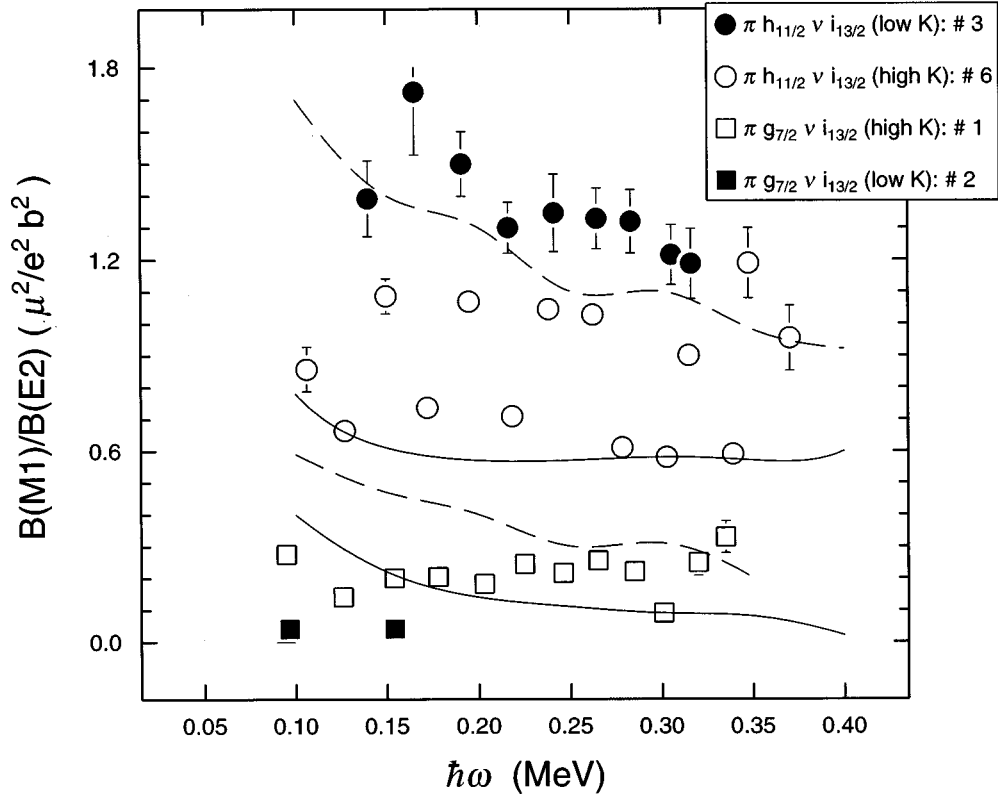 π h11/2 ν i13/2 (low K): # 3
π h11/2 ν i13/2 (high K): # 6
π g7/2 ν i13/2 (high K): # 1
π g7/2 ν i13/2 (low K): # 2
B(M1)/B(E2) ( μ²/e² b² )
1.8
1.2
0.6
0.0
0.05
0.10
0.15
0.20
0.25
0.30
0.35
0.40
ℏω (MeV)